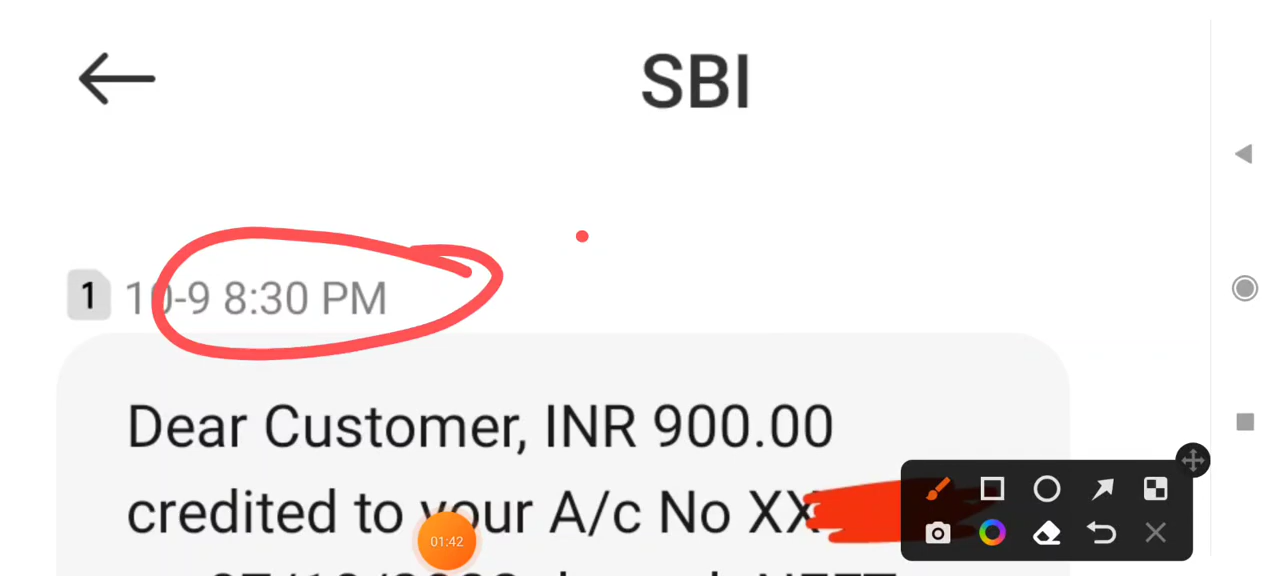 SBI
1 10-9 8:30 PM
Dear Customer, INR 900.00
credited to your A/c No XX
01:42